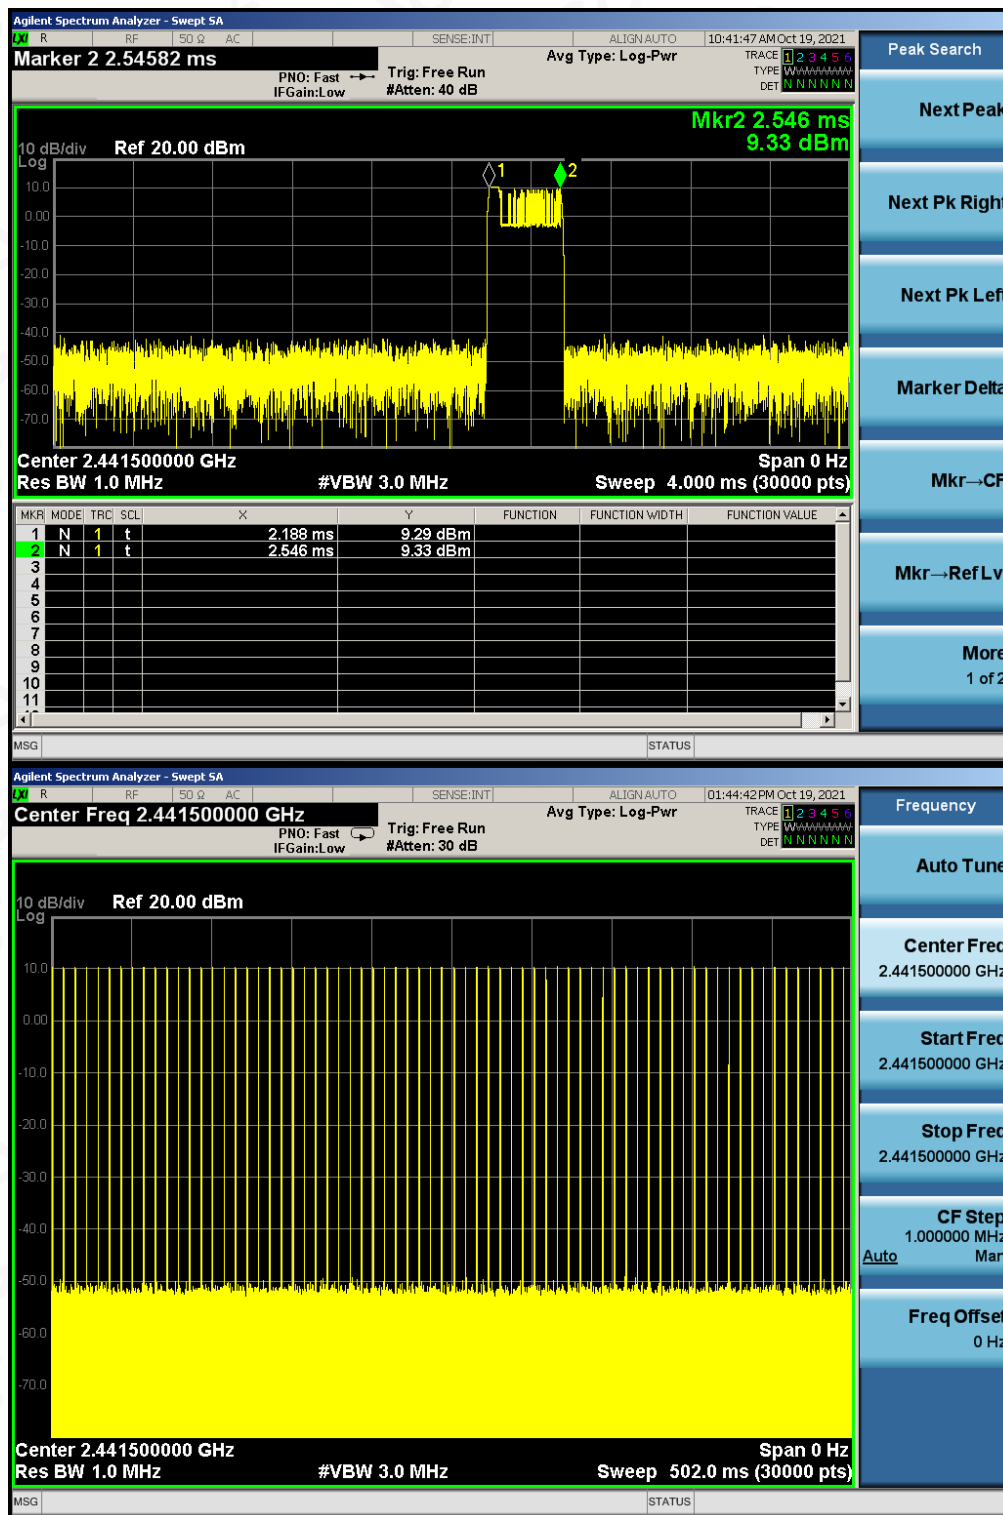 Agilent Spectrum Analyzer - Swept SA
LXI R RF 50 Ω AC SENSE:INT ALIGN AUTO 10:41:47 AM Oct 19, 2021
Marker 2 2.54582 ms
PNO: Fast
IFGain:Low
Trig: Free Run
#Atten: 40 dB
Avg Type: Log-Pwr
TRACE 1 2 3 4 5 6
TYPE W
DET N N N N N N
Mkr2 2.546 ms
9.33 dBm
10 dB/div Ref 20.00 dBm
Log
1 2
10.0
0.00
-10.0
-20.0
-30.0
-40.0
-50.0
-60.0
-70.0
Center 2.441500000 GHz Span 0 Hz
Res BW 1.0 MHz #VBW 3.0 MHz Sweep 4.000 ms (30000 pts)
MKR MODE TRC SCL X Y FUNCTION FUNCTION WIDTH FUNCTION VALUE
1 N 1 t 2.188 ms 9.29 dBm
2 N 1 t 2.546 ms 9.33 dBm
3
4
5
6
7
8
9
10
11
MSG STATUS
Peak Search
Next Peak
Next Pk Right
Next Pk Left
Marker Delta
Mkr→CF
Mkr→Ref Lv
More
1 of 2
Agilent Spectrum Analyzer - Swept SA
LXI R RF 50 Ω AC SENSE:INT ALIGN AUTO 01:44:42 PM Oct 19, 2021
Center Freq 2.441500000 GHz
PNO: Fast
IFGain:Low
Trig: Free Run
#Atten: 30 dB
Avg Type: Log-Pwr
TRACE 1 2 3 4 5 6
TYPE W
DET N N N N N N
10 dB/div Ref 20.00 dBm
Log
10.0
0.00
-10.0
-20.0
-30.0
-40.0
-50.0
-60.0
-70.0
Center 2.441500000 GHz Span 0 Hz
Res BW 1.0 MHz #VBW 3.0 MHz Sweep 502.0 ms (30000 pts)
MSG STATUS
Frequency
Auto Tune
Center Freq
2.441500000 GHz
Start Freq
2.441500000 GHz
Stop Freq
2.441500000 GHz
CF Step
1.000000 MHz
Auto Man
Freq Offset
0 Hz